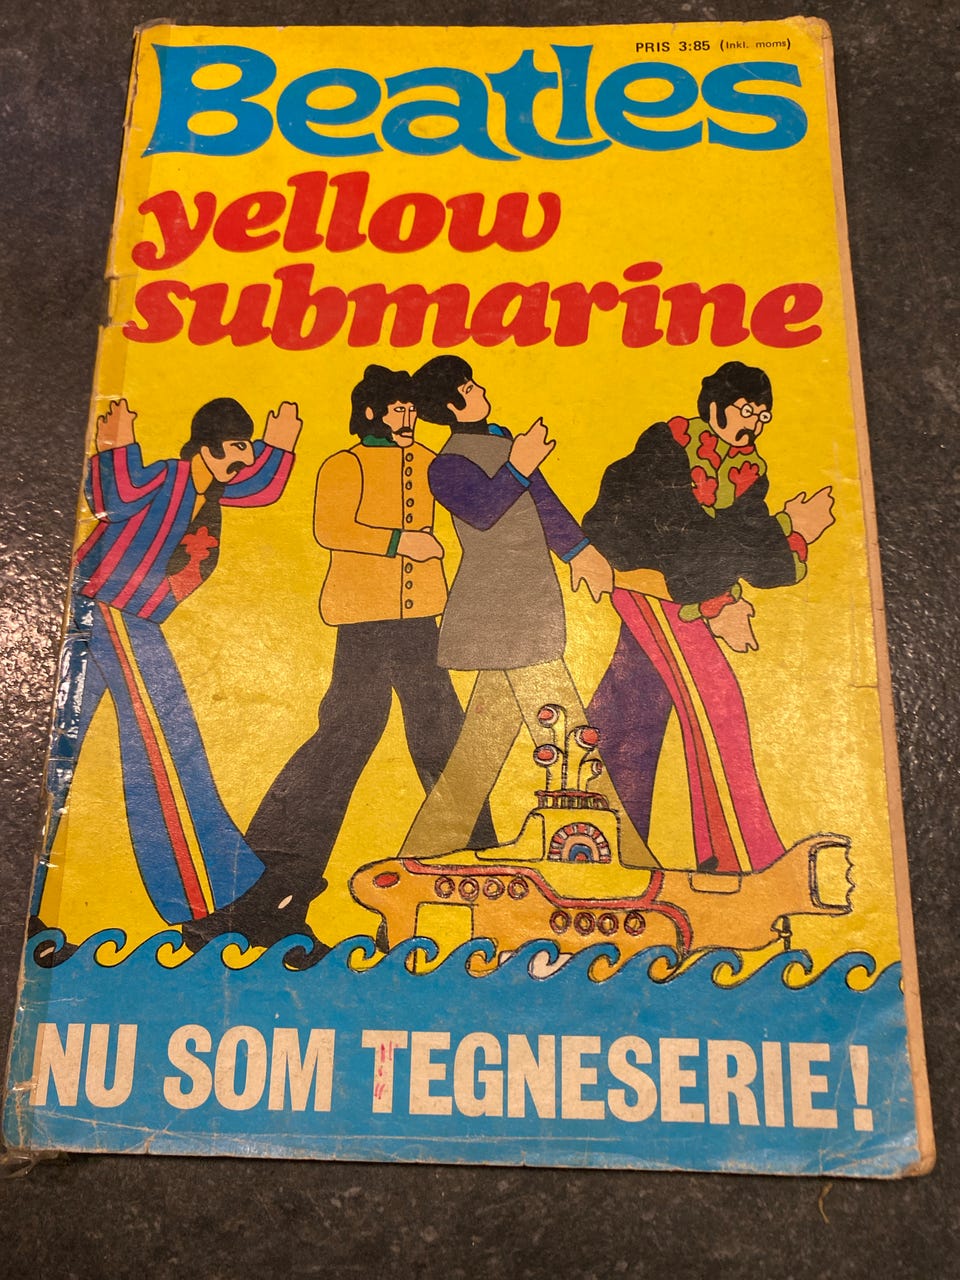 PRIS 3:85 (Inkl. moms)
Beatles
yellow
submarine
NU SOM TEGNESERIE!